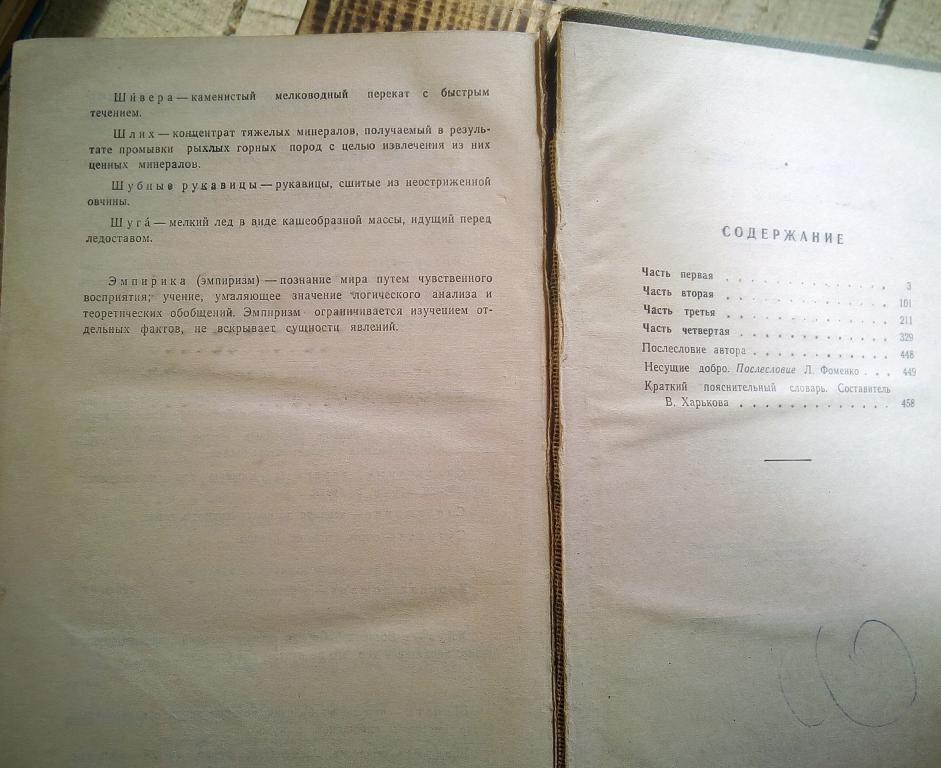 Ши́вера — каменистый мелководный перекат с быстрым
течением.
Шлих — концентрат тяжелых минералов, получаемый в резуль-
тате промывки рыхлых горных пород с целью извлечения из них
ценных минералов.
Шубные рукавицы — рукавицы, сшитые из неостриженной
овчины.
Шуга́ — мелкий лед в виде кашеобразной массы, идущий перед
ледоставом.
Эмпирика (эмпиризм) — познание мира путем чувственного
восприятия; учение, умаляющее значение логического анализа и
теоретических обобщений. Эмпиризм ограничивается изучением от-
дельных фактов, не вскрывает сущности явлений.
СОДЕРЖАНИЕ
Часть первая . . . . . . . . . . . . 3
Часть вторая . . . . . . . . . . . . 101
Часть третья . . . . . . . . . . . . 211
Часть четвертая . . . . . . . . . . . 329
Послесловие автора . . . . . . . . . . 448
Несущие добро. Послесловие Л. Фоменко . . . 449
Краткий пояснительный словарь. Составитель
В. Харькова . . . . . . . . . . . . 458